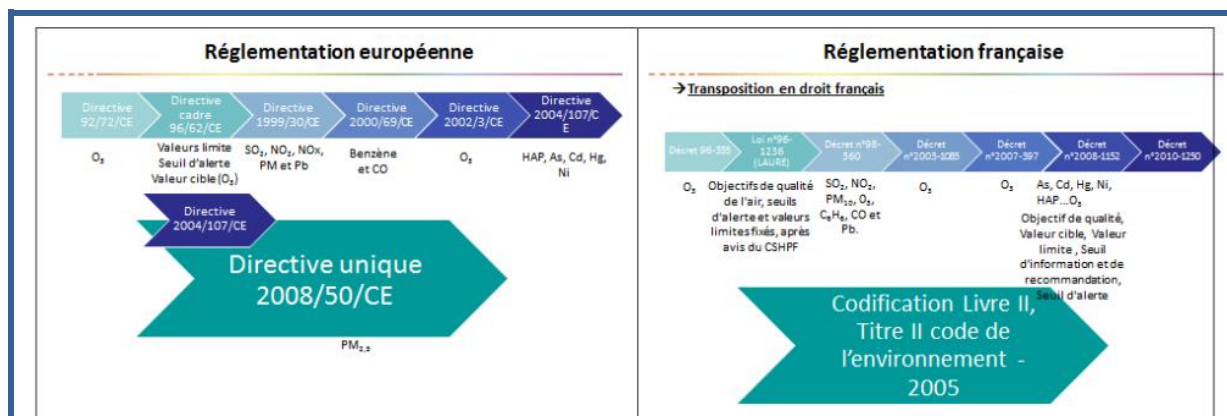 Réglementation européenne
Directive
92/72/CE
Directive
cadre
96/62/CE
Directive
1999/30/CE
Directive
2000/69/CE
Directive
2002/3/CE
Directive
2004/107/C
E
O₃
Valeurs limite
Seuil d'alerte
Valeur cible (O₃)
SO₂, NO₂, NOx,
PM et Pb
Benzène
et CO
O₃
HAP, As, Cd, Hg,
Ni
Directive
2004/107/CE
Directive unique
2008/50/CE
PM₂,₅
Réglementation française
→Transposition en droit français
Décret 96-335
Loi n°96-
1236
(LAURE)
Décret n°98-
360
Décret
n°2003-1085
Décret
n°2007-397
Décret
n°2008-1152
Décret
n°2010-1250
O₃
Objectifs de qualité
de l'air, seuils
d'alerte et valeurs
limites fixés, après
avis du CSHPF
SO₂, NO₂,
PM₁₀, O₃,
C₆H₆, CO et
Pb.
O₃
O₃
As, Cd, Hg, Ni,
HAP...O₃
Objectif de qualité,
Valeur cible, Valeur
limite , Seuil
d'information et de
recommandation,
Seuil d'alerte
Codification Livre II,
Titre II code de
l'environnement -
2005